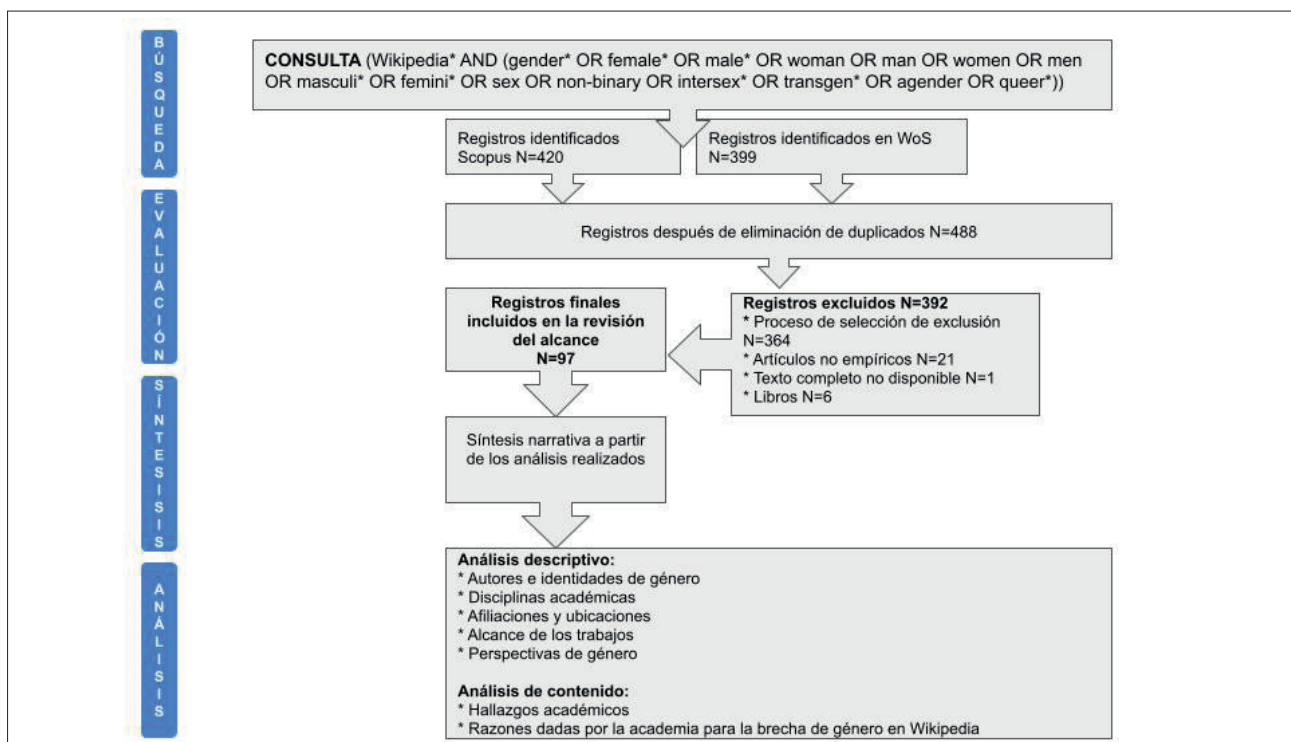 BÚSQUEDA
CONSULTA (Wikipedia* AND (gender* OR female* OR male* OR woman OR man OR women OR men
OR masculi* OR femini* OR sex OR non-binary OR intersex* OR transgen* OR agender OR queer*))
Registros identificados
Scopus N=420
Registros identificados en WoS
N=399
EVALUACIÓN
Registros después de eliminación de duplicados N=488
Registros finales
incluidos en la revisión
del alcance
N=97
Registros excluidos N=392
* Proceso de selección de exclusión
N=364
* Artículos no empíricos N=21
* Texto completo no disponible N=1
* Libros N=6
SÍNTESISIS
Síntesis narrativa a partir
de los análisis realizados
ANÁLISIS
Análisis descriptivo:
* Autores e identidades de género
* Disciplinas académicas
* Afiliaciones y ubicaciones
* Alcance de los trabajos
* Perspectivas de género
Análisis de contenido:
* Hallazgos académicos
* Razones dadas por la academia para la brecha de género en Wikipedia